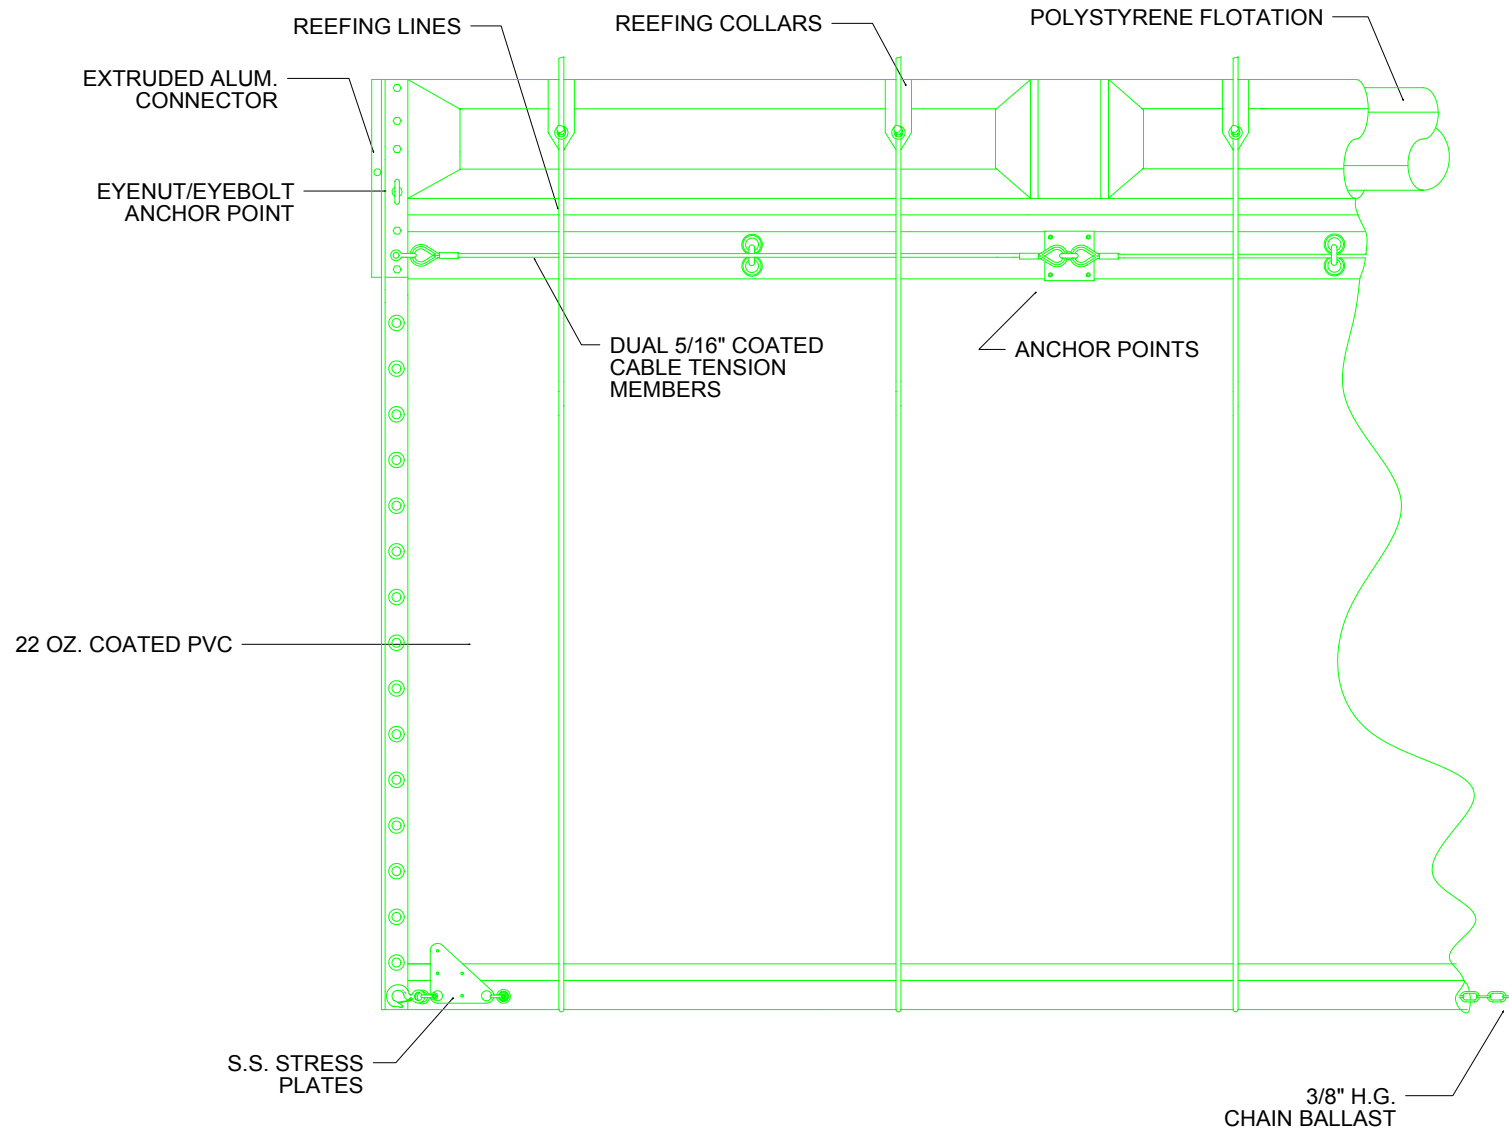 REEFING LINES
REEFING COLLARS
POLYSTYRENE FLOTATION
EXTRUDED ALUM.
CONNECTOR
EYENUT/EYEBOLT
ANCHOR POINT
DUAL 5/16" COATED
CABLE TENSION
MEMBERS
ANCHOR POINTS
22 OZ. COATED PVC
S.S. STRESS
PLATES
3/8" H.G.
CHAIN BALLAST